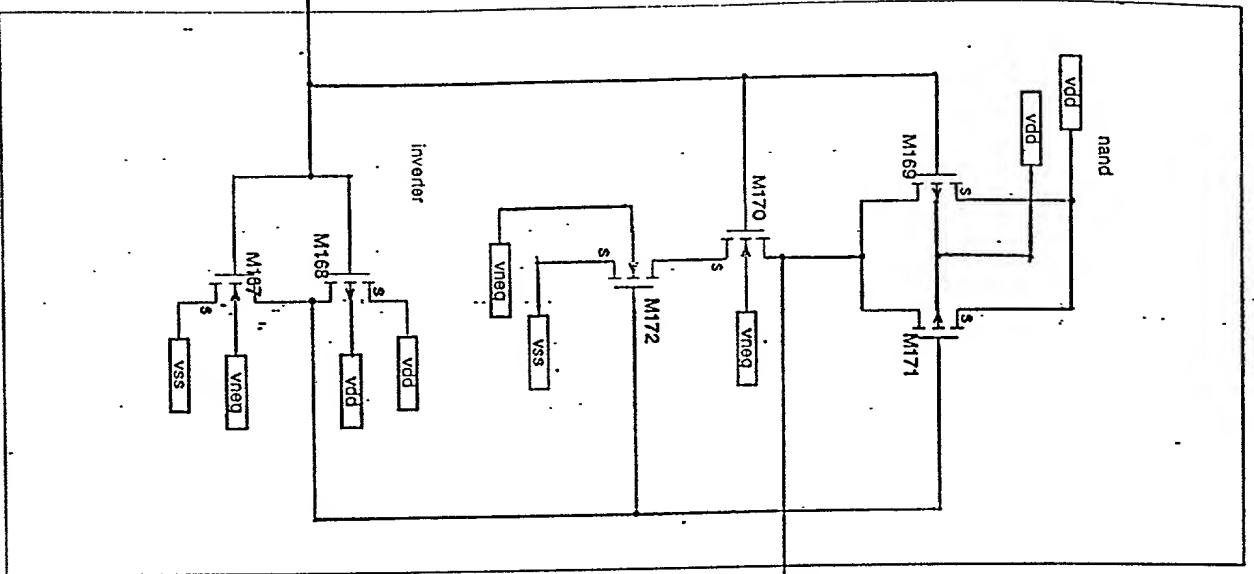 nand
vdd
vdd
M169
M171
M170
vneg
s
s
s
M172
s
vneg
vss
inverter
M168
M167
s
s
vdd
vdd
vneg
vss